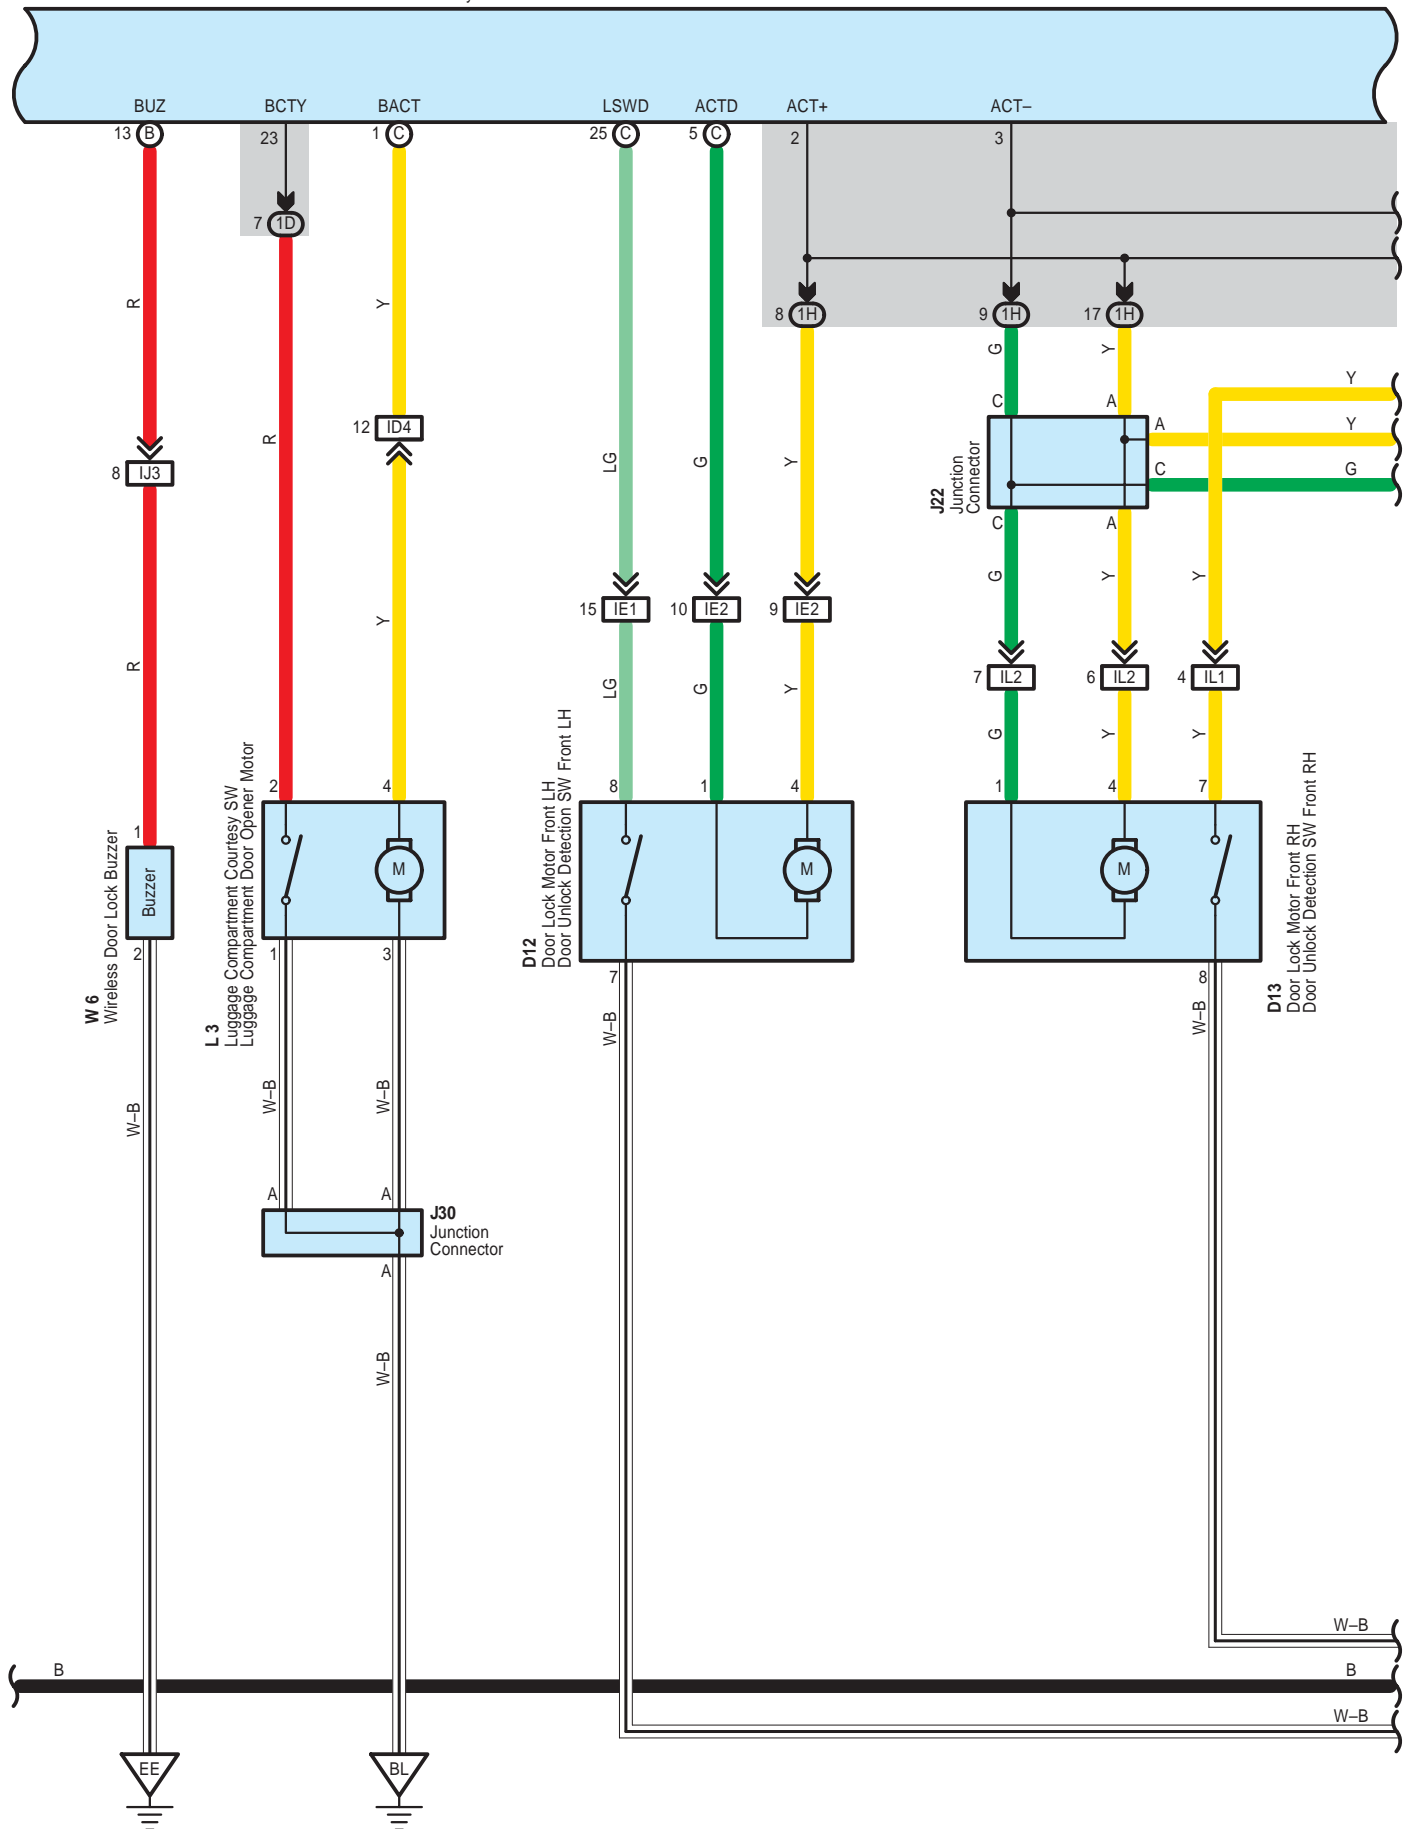 BUZ BCTY BACT LSWD ACTD ACT+ ACT–
13 B 23 1 C 25 C 5 C 2 3
7 1D
R Y
8 1H 9 1H 17 1H
G Y
Y
C A
12 ID4
A Y
R
LG G Y
C G
8 IJ3
J22
Junction
Connector
C A
G Y Y
15 IE1 10 IE2 9 IE2
Y
R
7 IL2 6 IL2 4 IL1
LG G Y
G Y Y
2 4 8 1 4 1 4 7
1
Buzzer
M M M
2 1 3 7 8
W 6
Wireless Door Lock Buzzer
L 3
Luggage Compartment Courtesy SW
Luggage Compartment Door Opener Motor
D12
Door Lock Motor Front LH
Door Unlock Detection SW Front LH
D13
Door Lock Motor Front RH
Door Unlock Detection SW Front RH
W–B W–B
W–B W–B W–B
A A
J30
Junction
Connector
A
W–B
W–B
B B
W–B
EE BL